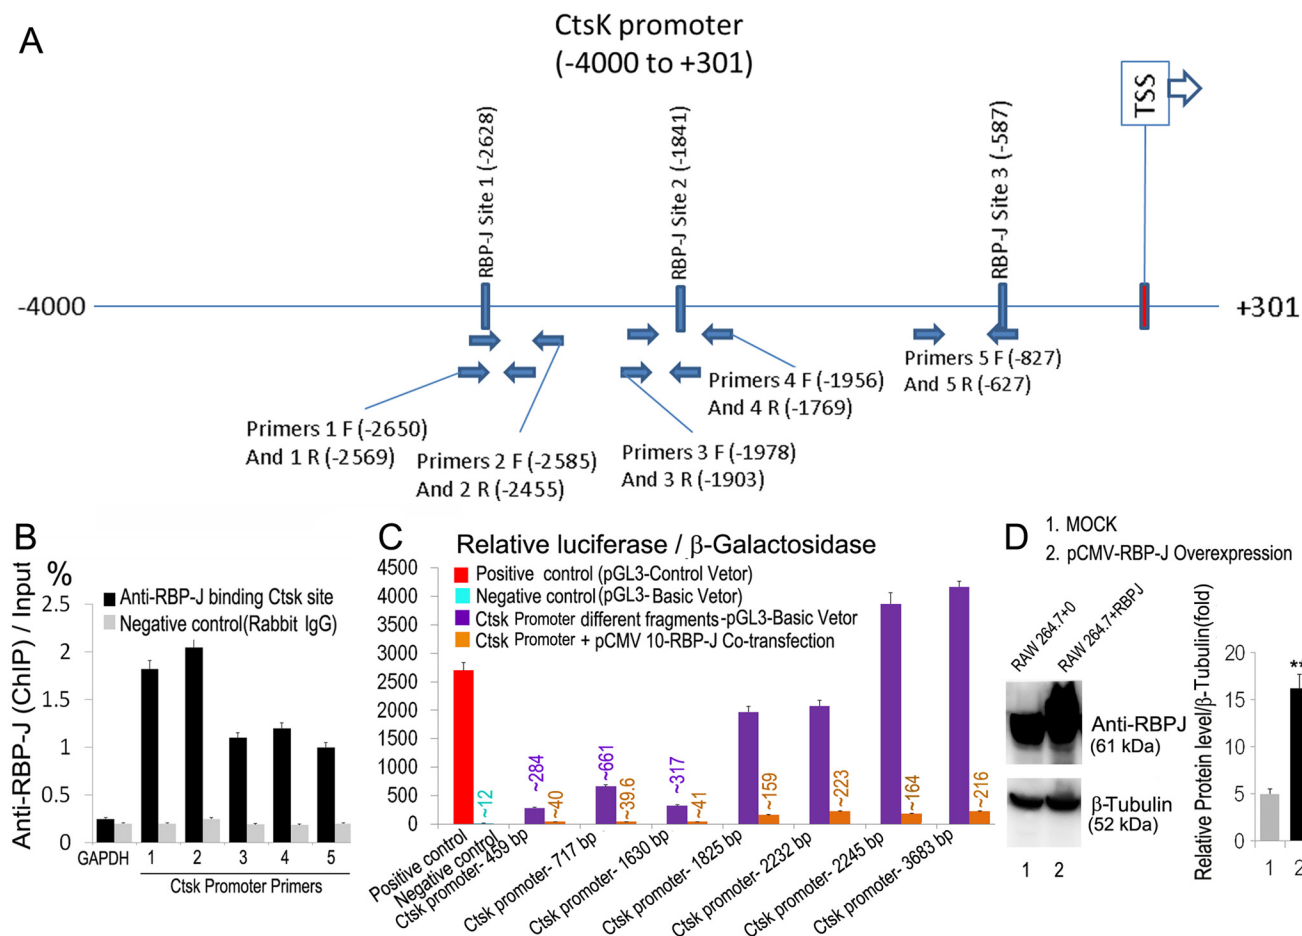 A
CtsK promoter
(-4000 to +301)
RBP-J Site 1 (-2628)
RBP-J Site 2 (-1841)
RBP-J Site 3 (-587)
TSS
-4000
+301
Primers 1 F (-2650)
And 1 R (-2569)
Primers 2 F (-2585)
And 2 R (-2455)
Primers 3 F (-1978)
And 3 R (-1903)
Primers 4 F (-1956)
And 4 R (-1769)
Primers 5 F (-827)
And 5 R (-627)
B
Anti-RBP-J (ChIP) / Input
%
Anti-RBP-J binding Ctsk site
Negative control(Rabbit IgG)
2.5
2
1.5
1
0.5
0
GAPDH
1
2
3
4
5
Ctsk Promoter Primers
C
Relative luciferase / β-Galactosidase
Positive control (pGL3-Control Vetor)
Negative control (pGL3-Basic Vetor)
Ctsk Promoter different fragments-pGL3-Basic Vetor
Ctsk Promoter + pCMV 10-RBP-J Co-transfection
4500
4000
3500
3000
2500
2000
1500
1000
500
0
~12
~284
~40
~661
~39.6
~317
~41
~159
~223
~164
~216
Positive control
Negative control
Ctsk promoter- 459 bp
Ctsk promoter- 717 bp
Ctsk promoter- 1630 bp
Ctsk promoter- 1825 bp
Ctsk promoter- 2232 bp
Ctsk promoter- 2245 bp
Ctsk promoter- 3683 bp
D
1. MOCK
2. pCMV-RBP-J Overexpression
RAW 264.7+0
RAW 264.7+RBPJ
Anti-RBPJ
(61 kDa)
β-Tubulin
(52 kDa)
1
2
Relative Protein level/β-Tubulin(fold)
20
15
10
5
0
**
1
2